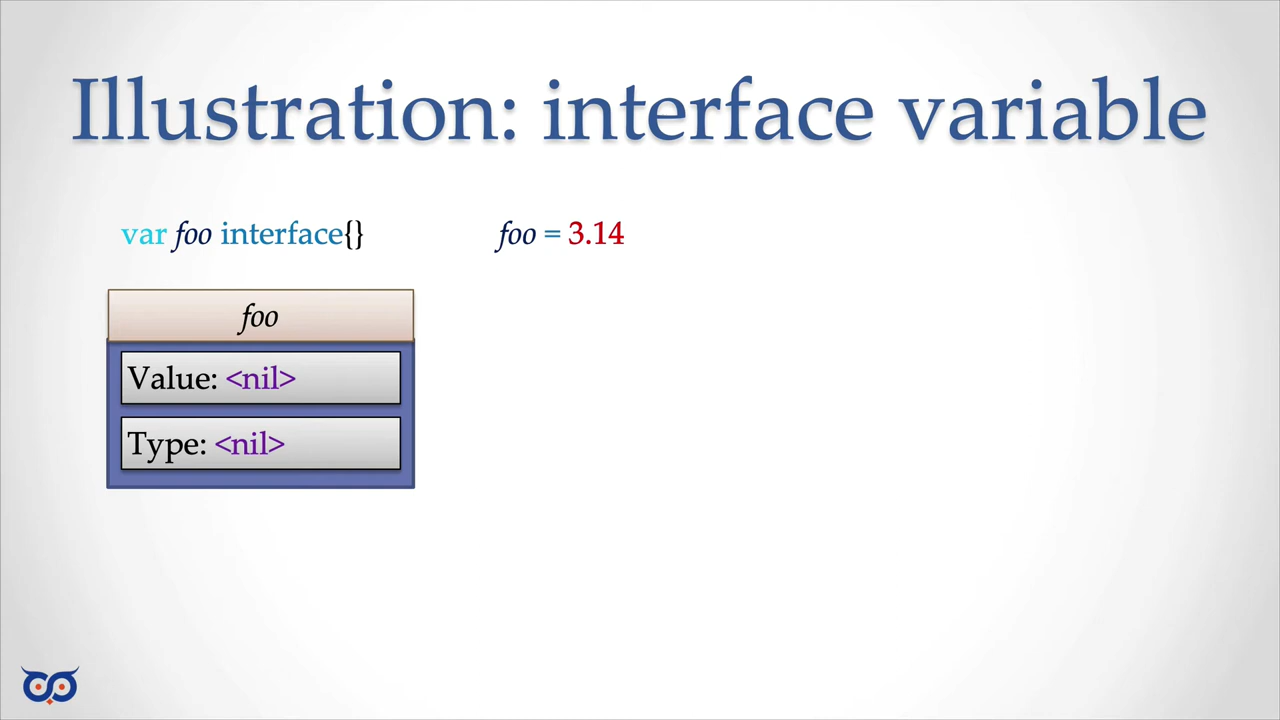 Illustration: interface variable
var foo interface{}
foo = 3.14
foo
Value: <nil>
Type: <nil>